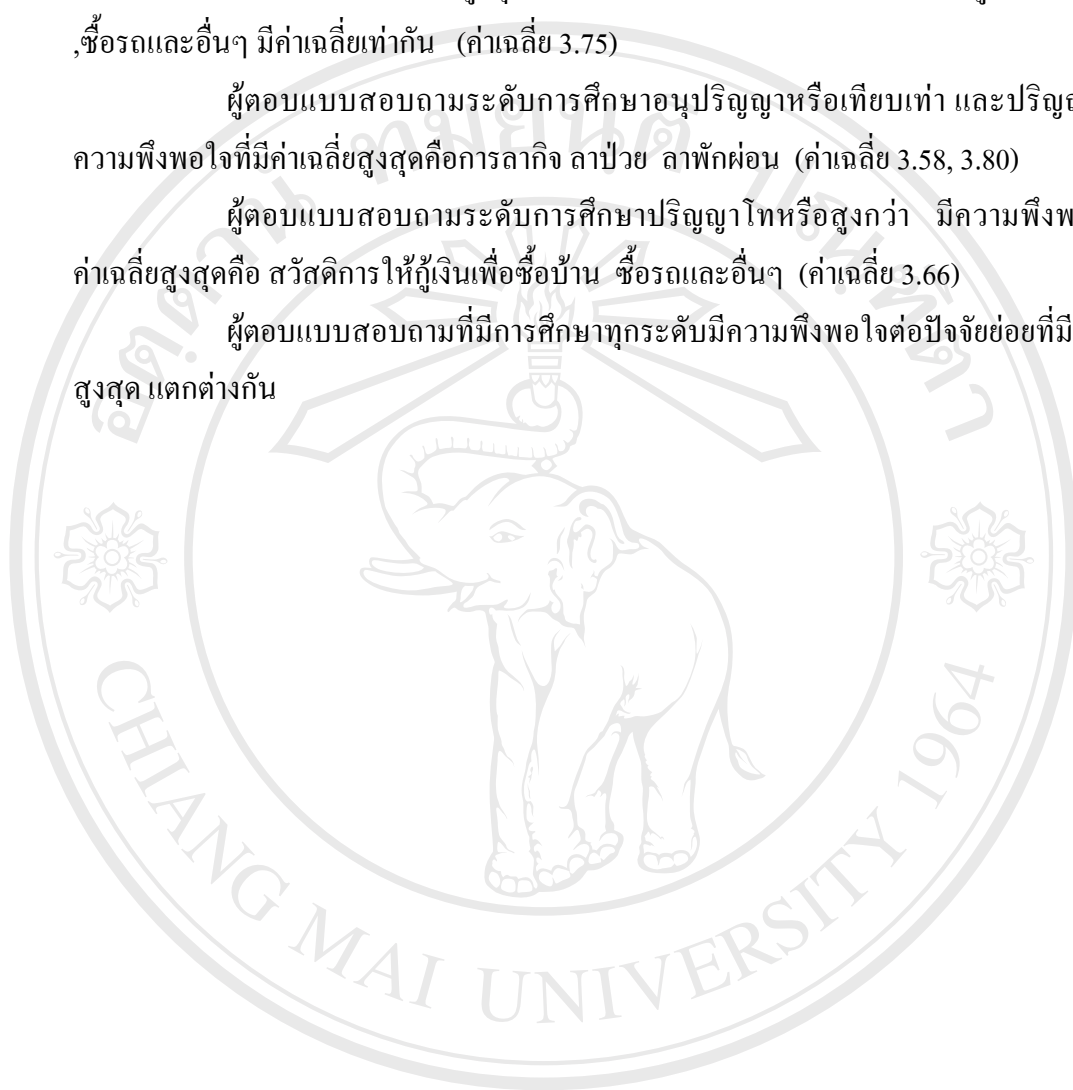 ,ซื้อรถและอื่นๆ มีค่าเฉลี่ยเท่ากัน (ค่าเฉลี่ย 3.75)
ผู้ตอบแบบสอบถามระดับการศึกษาอนุปริญญาหรือเทียบเท่า และ
ความพึงพอใจที่มีค่าเฉลี่ยสูงสุดคือการลากิจ ลาป่วย ลาพักผ่อน (ค่าเฉลี่ย 3.58, 3.80)
ผู้ตอบแบบสอบถามระดับการศึกษาปริญญาโทหรือสูงกว่า มีความพึงพ
ค่าเฉลี่ยสูงสุดคือ สวัสดิการให้กู้เงินเพื่อซื้อบ้าน ซื้อรถและอื่นๆ (ค่าเฉลี่ย 3.66)
ผู้ตอบแบบสอบถามที่มีการศึกษาทุกระดับมีความพึงพอใจต่อปัจจัยย่อยที่มี
สูงสุด แตกต่างกัน
อตฺตานํ ทมยนฺติ ปณฺฑิตา
CHIANG MAI UNIVERSITY 1964